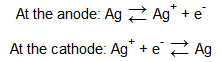 At the anode: Ag ⇄ Ag⁺ + e⁻
At the cathode: Ag⁺ + e⁻ ⇄ Ag